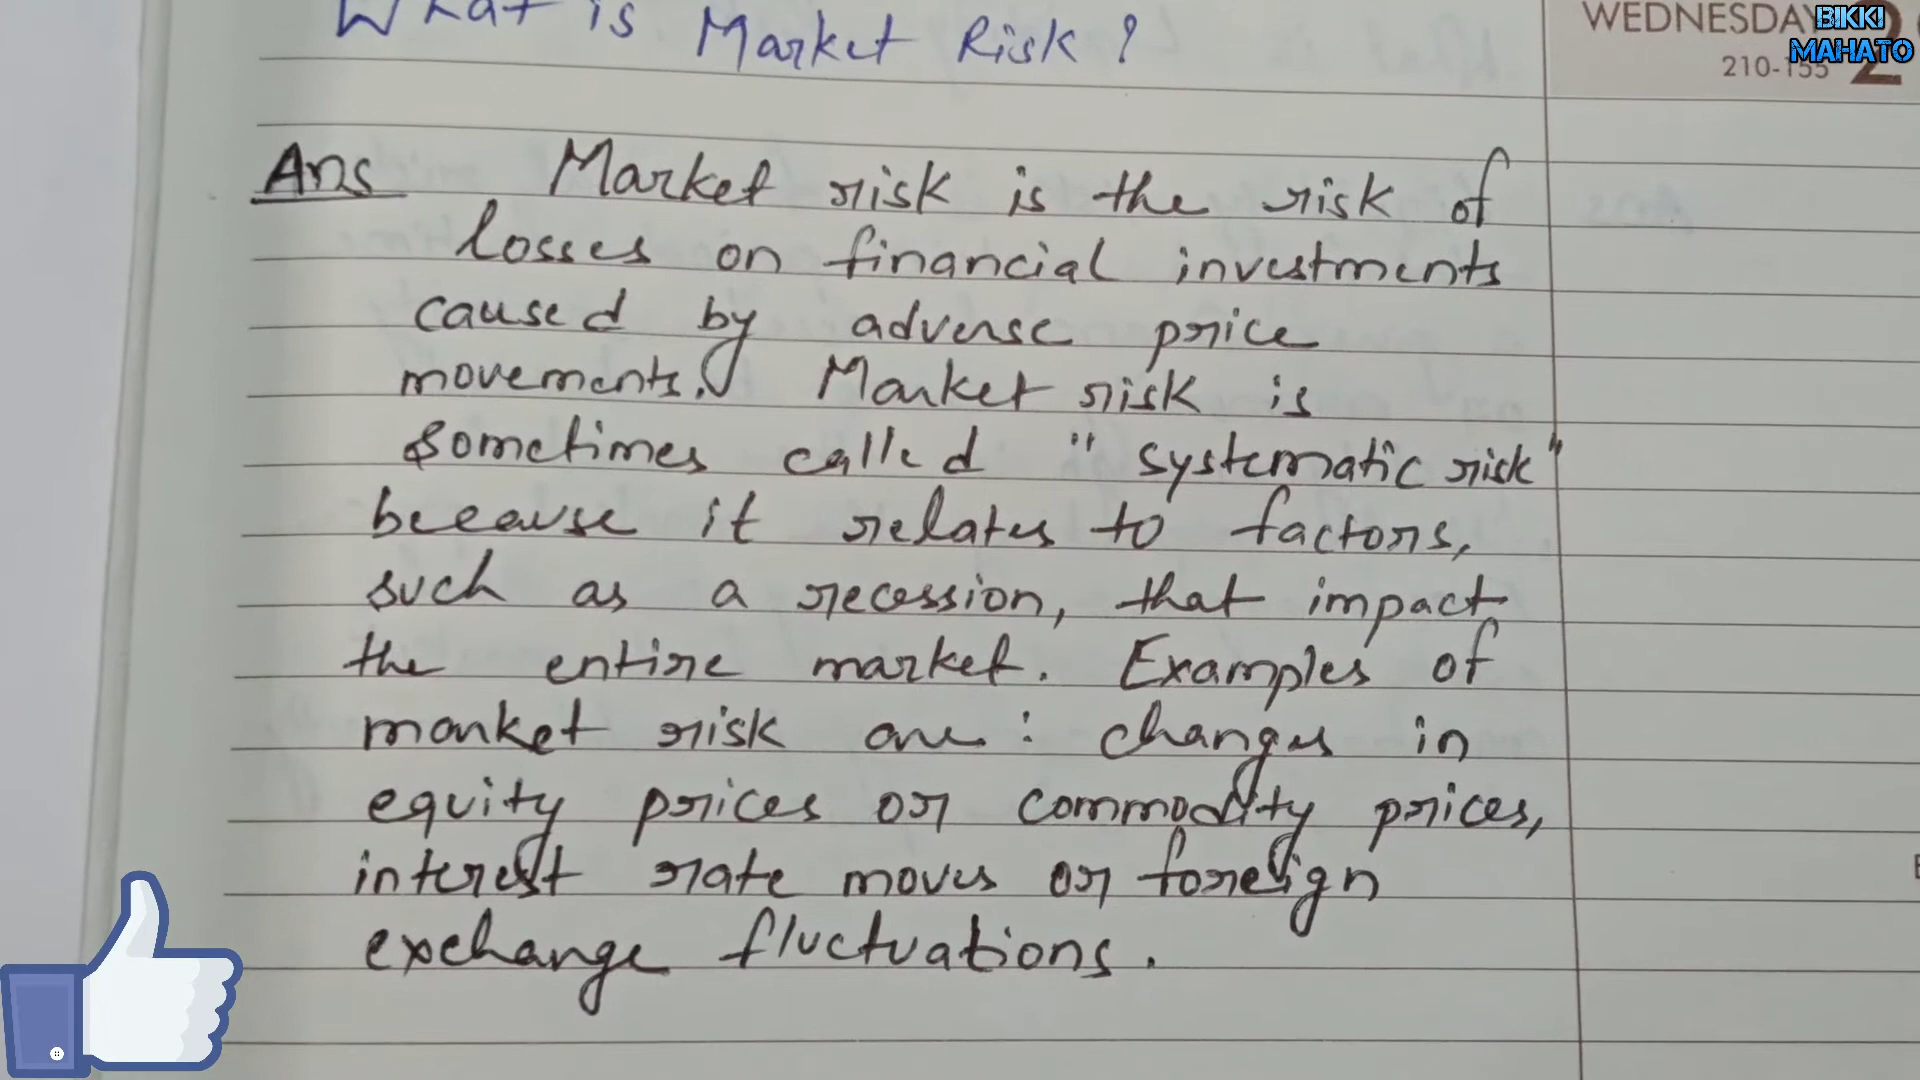 What is Market Risk?
WEDNESDAY
BIKKI
MAHATO
210-155
2
Ans Market risk is the risk of
losses on financial investments
caused by adverse price
movements. Market risk is
sometimes called "systematic risk"
because it relates to factors,
such as a recession, that impact
the entire market. Examples of
market risk are: changes in
equity prices or commodity prices,
interest rate moves or foreign
exchange fluctuations.